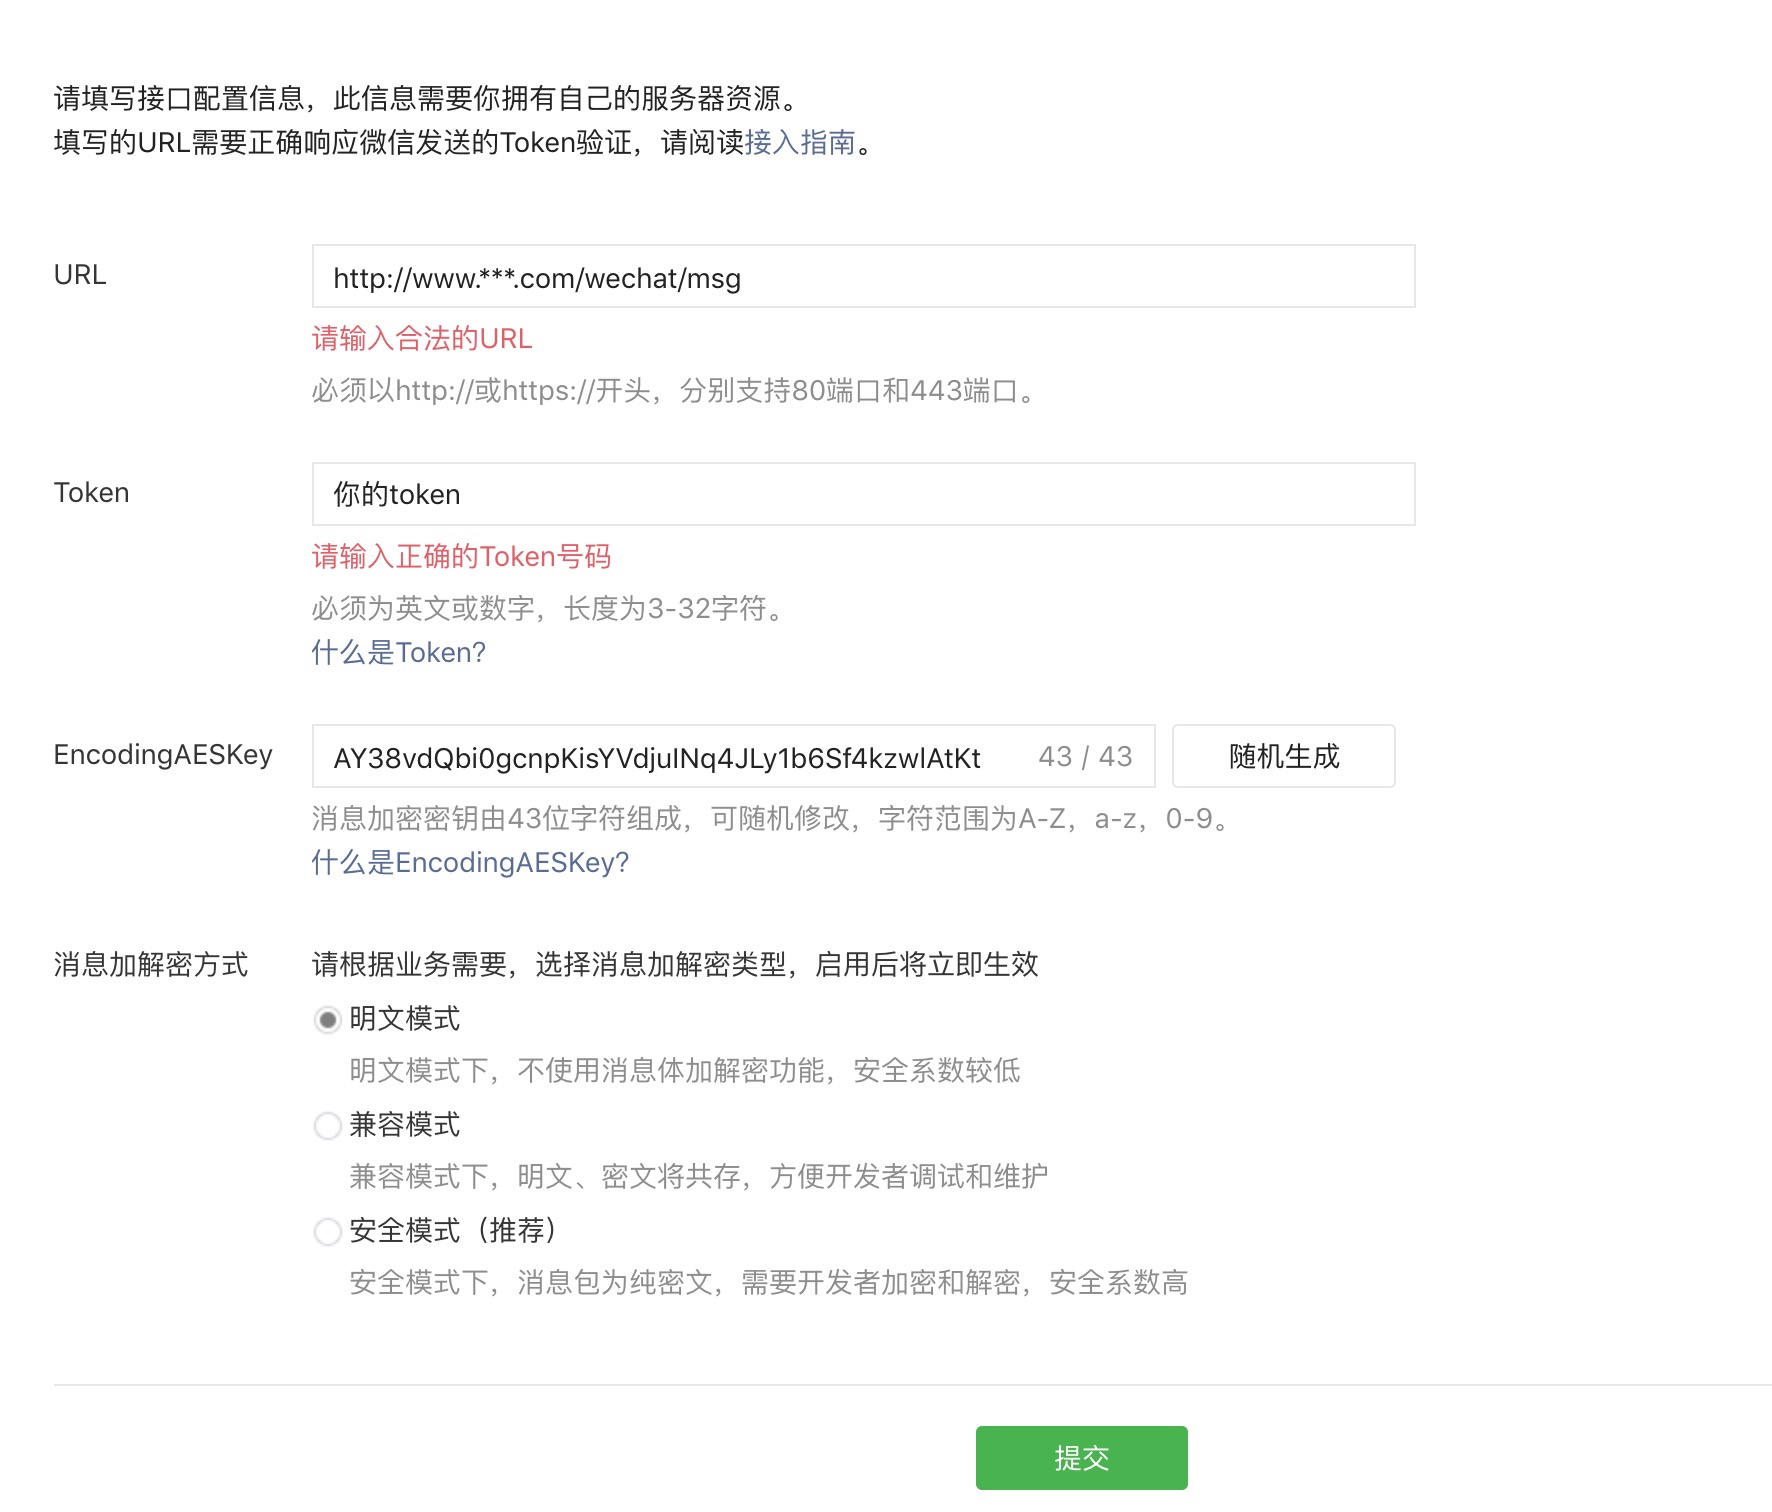 请填写接口配置信息，此信息需要你拥有自己的服务器资源。
填写的URL需要正确响应微信发送的Token验证，请阅读接入指南。
URL
http://www.***.com/wechat/msg
请输入合法的URL
必须以http://或https://开头，分别支持80端口和443端口。
Token
你的token
请输入正确的Token号码
必须为英文或数字，长度为3-32字符。
什么是Token?
EncodingAESKey
AY38vdQbi0gcnpKisYVdjuINq4JLy1b6Sf4kzwlAtKt 43 / 43 随机生成
消息加密密钥由43位字符组成，可随机修改，字符范围为A-Z，a-z，0-9。
什么是EncodingAESKey?
消息加解密方式 请根据业务需要，选择消息加解密类型，启用后将立即生效
明文模式
明文模式下，不使用消息体加解密功能，安全系数较低
兼容模式
兼容模式下，明文、密文将共存，方便开发者调试和维护
安全模式（推荐）
安全模式下，消息包为纯密文，需要开发者加密和解密，安全系数高
提交